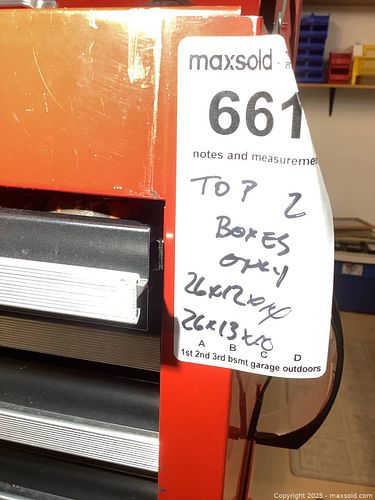 maxsold
661
notes and measureme
TOP 2
BOXES
ONLY
26x12x14
26x13x10
A B C D
1st 2nd 3rd bsmt garage outdoors
Copyright 2025 - maxsold.com